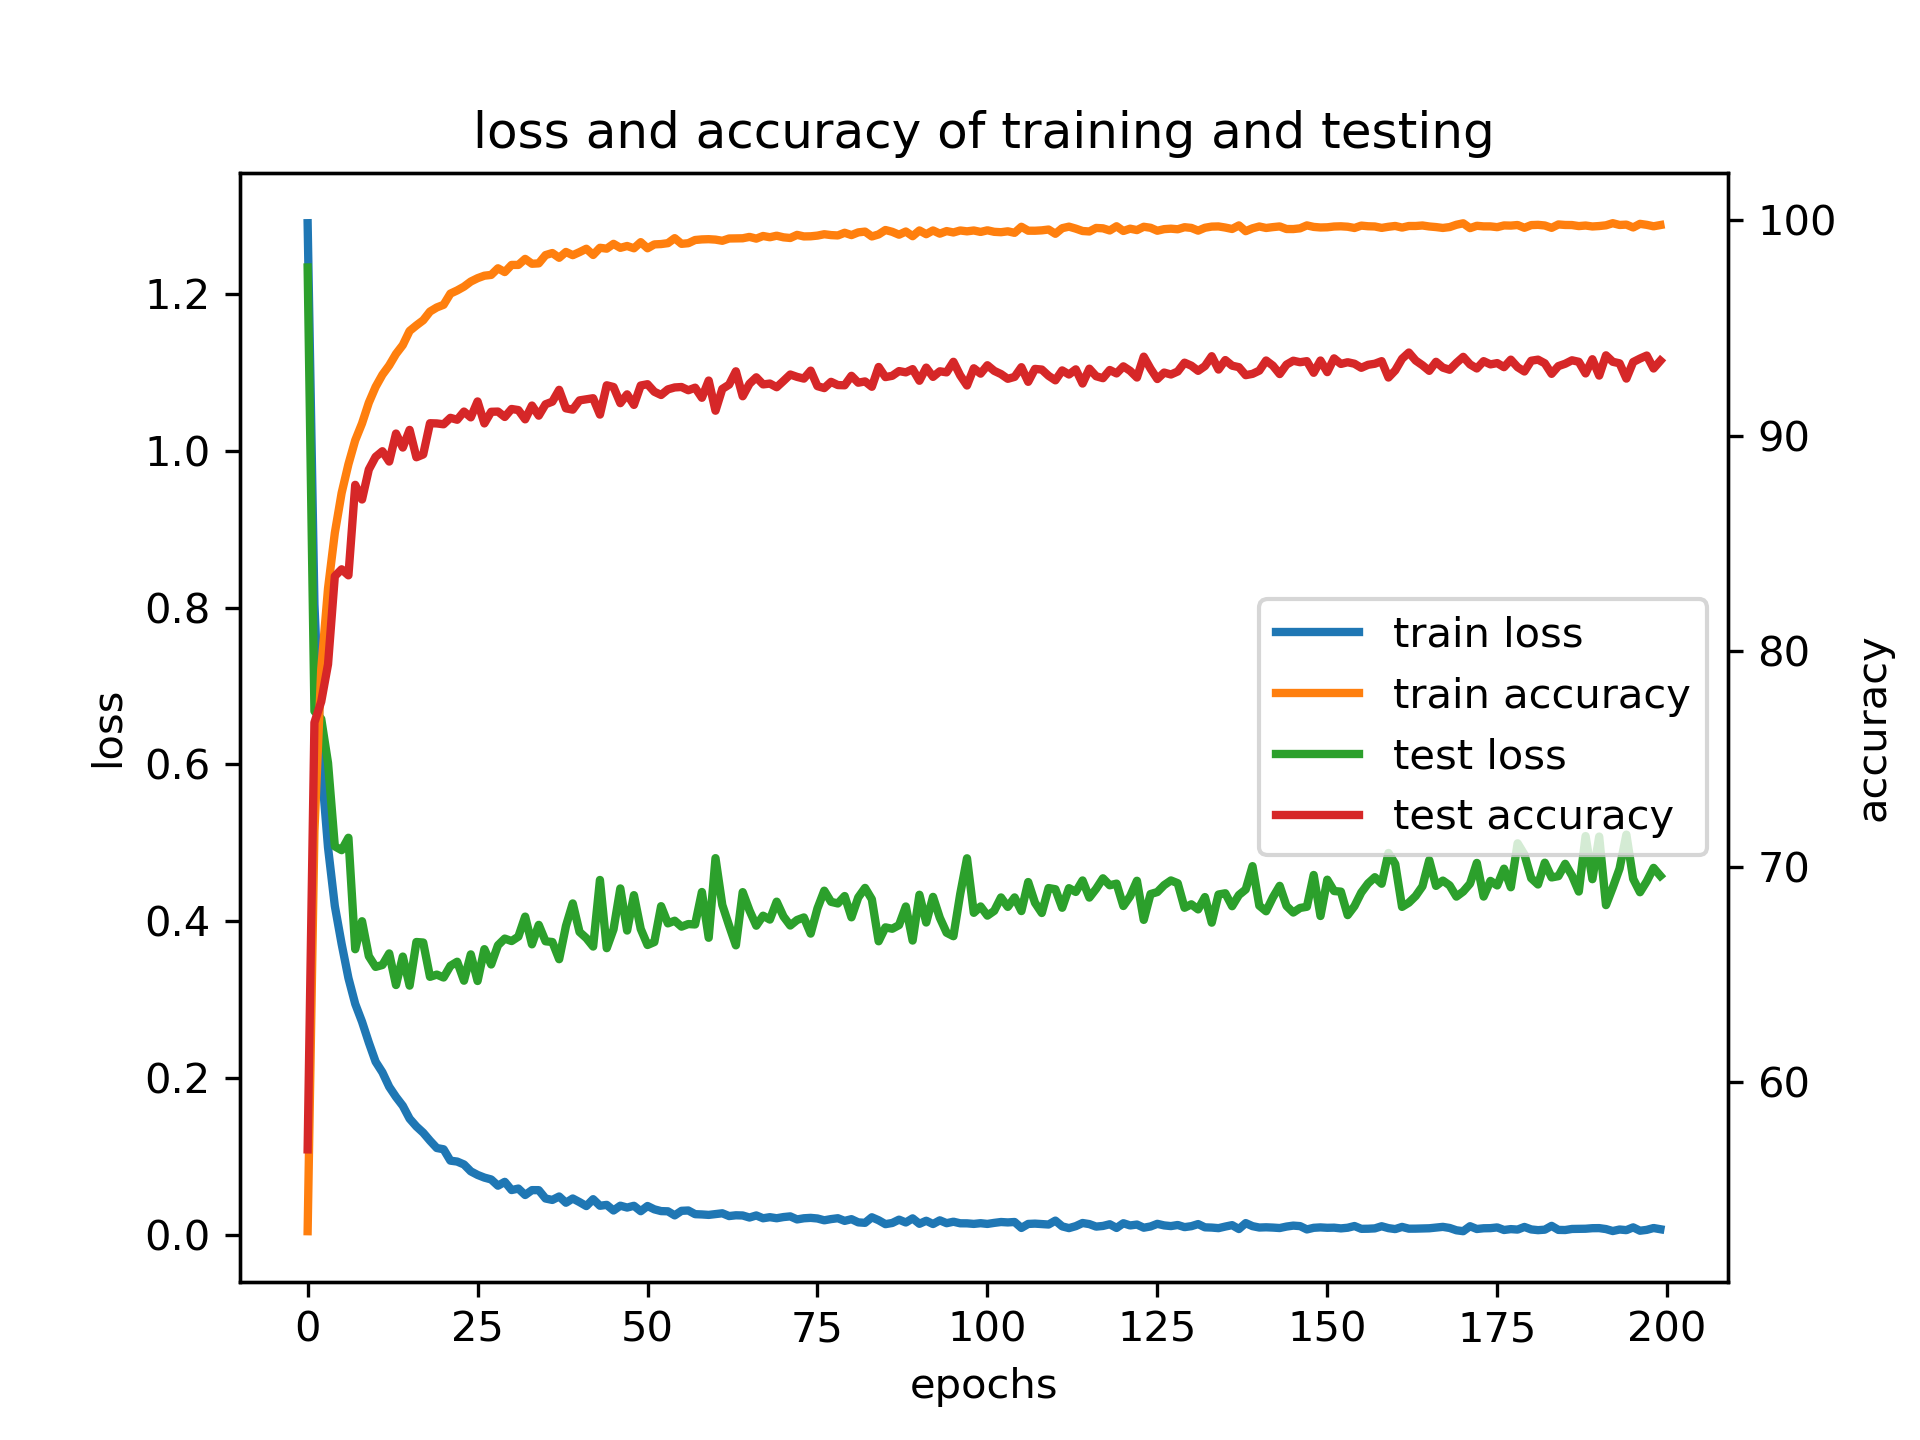 loss and accuracy of training and testing
1.2
1.0
0.8
0.6
0.4
0.2
0.0
loss
100
90
80
70
60
accuracy
train loss
train accuracy
test loss
test accuracy
0 25 50 75 100 125 150 175 200
epochs